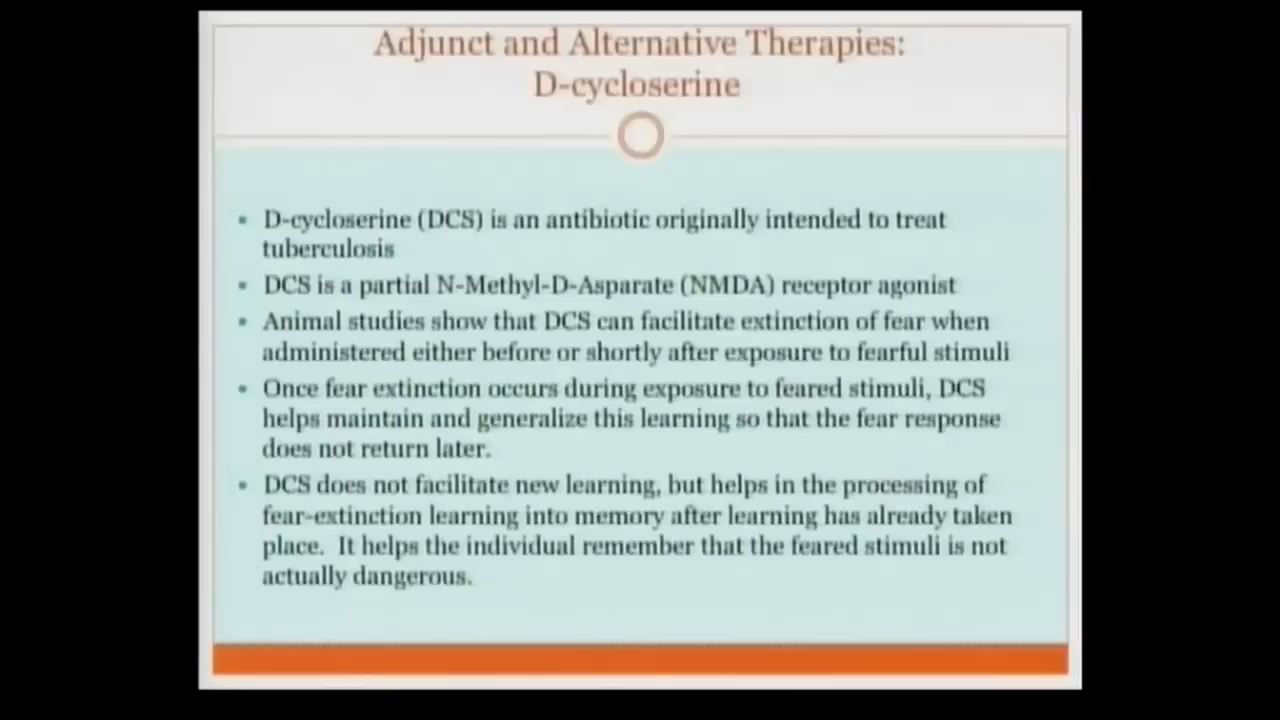 Adjunct and Alternative Therapies:
D-cycloserine
D-cycloserine (DCS) is an antibiotic originally intended to treat
tuberculosis
DCS is a partial N-Methyl-D-Asparate (NMDA) receptor agonist
Animal studies show that DCS can facilitate extinction of fear when
administered either before or shortly after exposure to fearful stimuli
Once fear extinction occurs during exposure to feared stimuli, DCS
helps maintain and generalize this learning so that the fear response
does not return later.
DCS does not facilitate new learning, but helps in the processing of
fear-extinction learning into memory after learning has already taken
place. It helps the individual remember that the feared stimuli is not
actually dangerous.